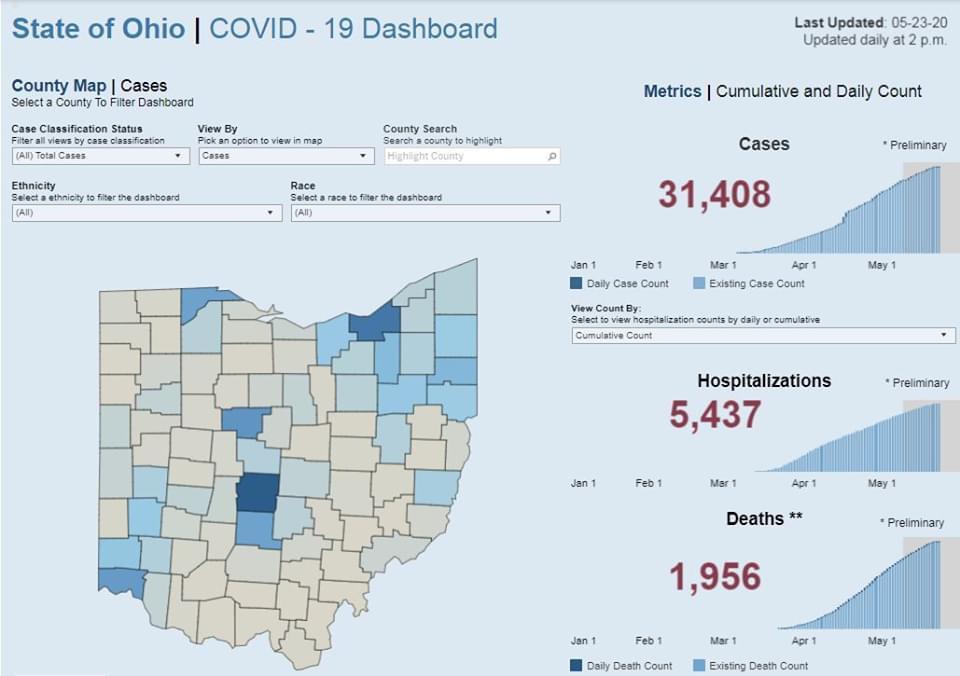 State of Ohio | COVID - 19 Dashboard
Last Updated: 05-23-20
Updated daily at 2 p.m.
County Map | Cases
Select a County To Filter Dashboard
Case Classification Status
Filter all views by case classification
(All) Total Cases
View By
Pick an option to view in map
Cases
County Search
Search a county to highlight
Highlight County
Ethnicity
Select a ethnicity to filter the dashboard
(All)
Race
Select a race to filter the dashboard
(All)
Metrics | Cumulative and Daily Count
Cases
* Preliminary
31,408
Jan 1 Feb 1 Mar 1 Apr 1 May 1
Daily Case Count Existing Case Count
View Count By:
Select to view hospitalization counts by daily or cumulative
Cumulative Count
Hospitalizations
* Preliminary
5,437
Jan 1 Feb 1 Mar 1 Apr 1 May 1
Deaths **
* Preliminary
1,956
Jan 1 Feb 1 Mar 1 Apr 1 May 1
Daily Death Count Existing Death Count